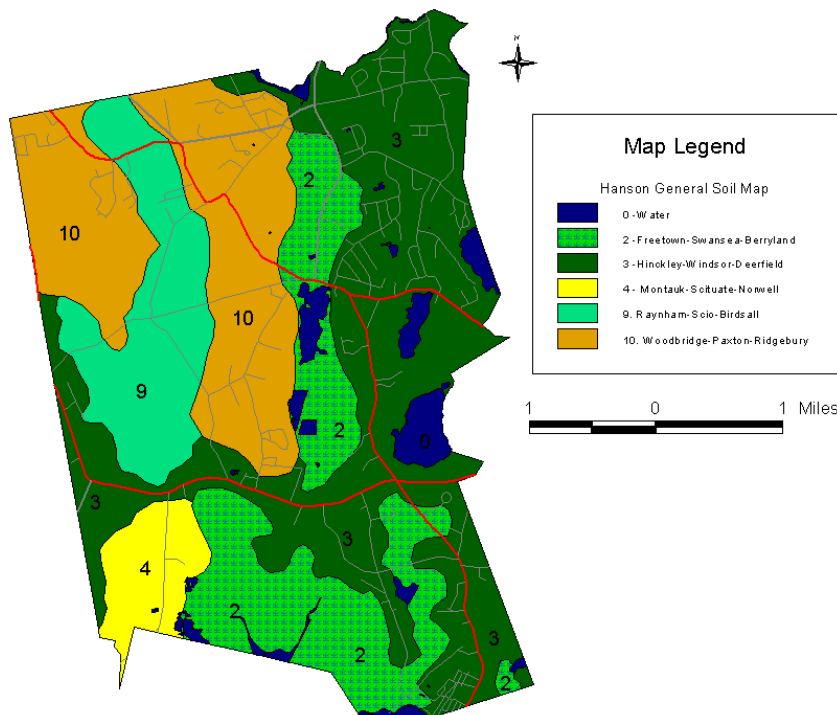 N
Map Legend
Hanson General Soil Map
0-Water
2-Freetown-Swansea-Berryland
3-Hinckley-Windsor-Deerfield
4- Montauk-Scituate-Norwell
9. Raynham-Scio-Birdsall
10. Woodbridge-Paxton-Ridgebury
1 0 1 Miles
3
2
10
10
9
2
0
3
3
4
2
2
3
2